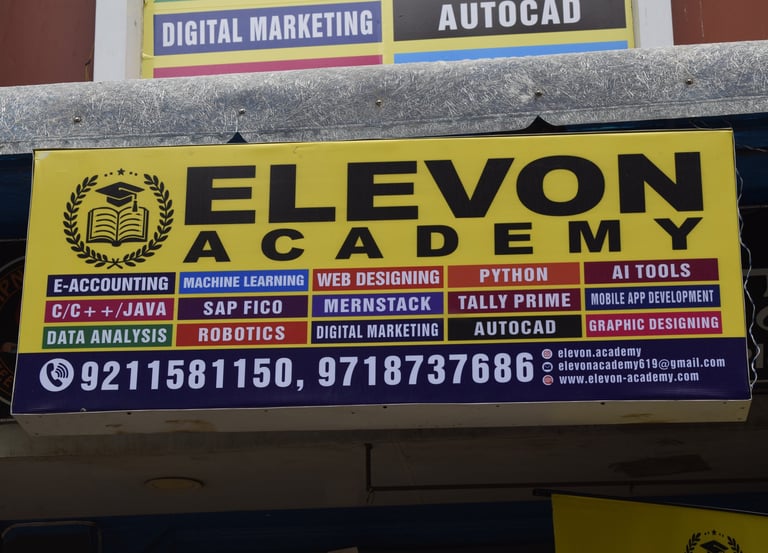 DIGITAL MARKETING AUTOCAD
ELEVON
ACADEMY
E-ACCOUNTING MACHINE LEARNING WEB DESIGNING PYTHON AI TOOLS
C/C++/JAVA SAP FICO MERNSTACK TALLY PRIME MOBILE APP DEVELOPMENT
DATA ANALYSIS ROBOTICS DIGITAL MARKETING AUTOCAD GRAPHIC DESIGNING
9211581150, 9718737686
elevon.academy
elevonacademy619@gmail.com
www.elevon-academy.com